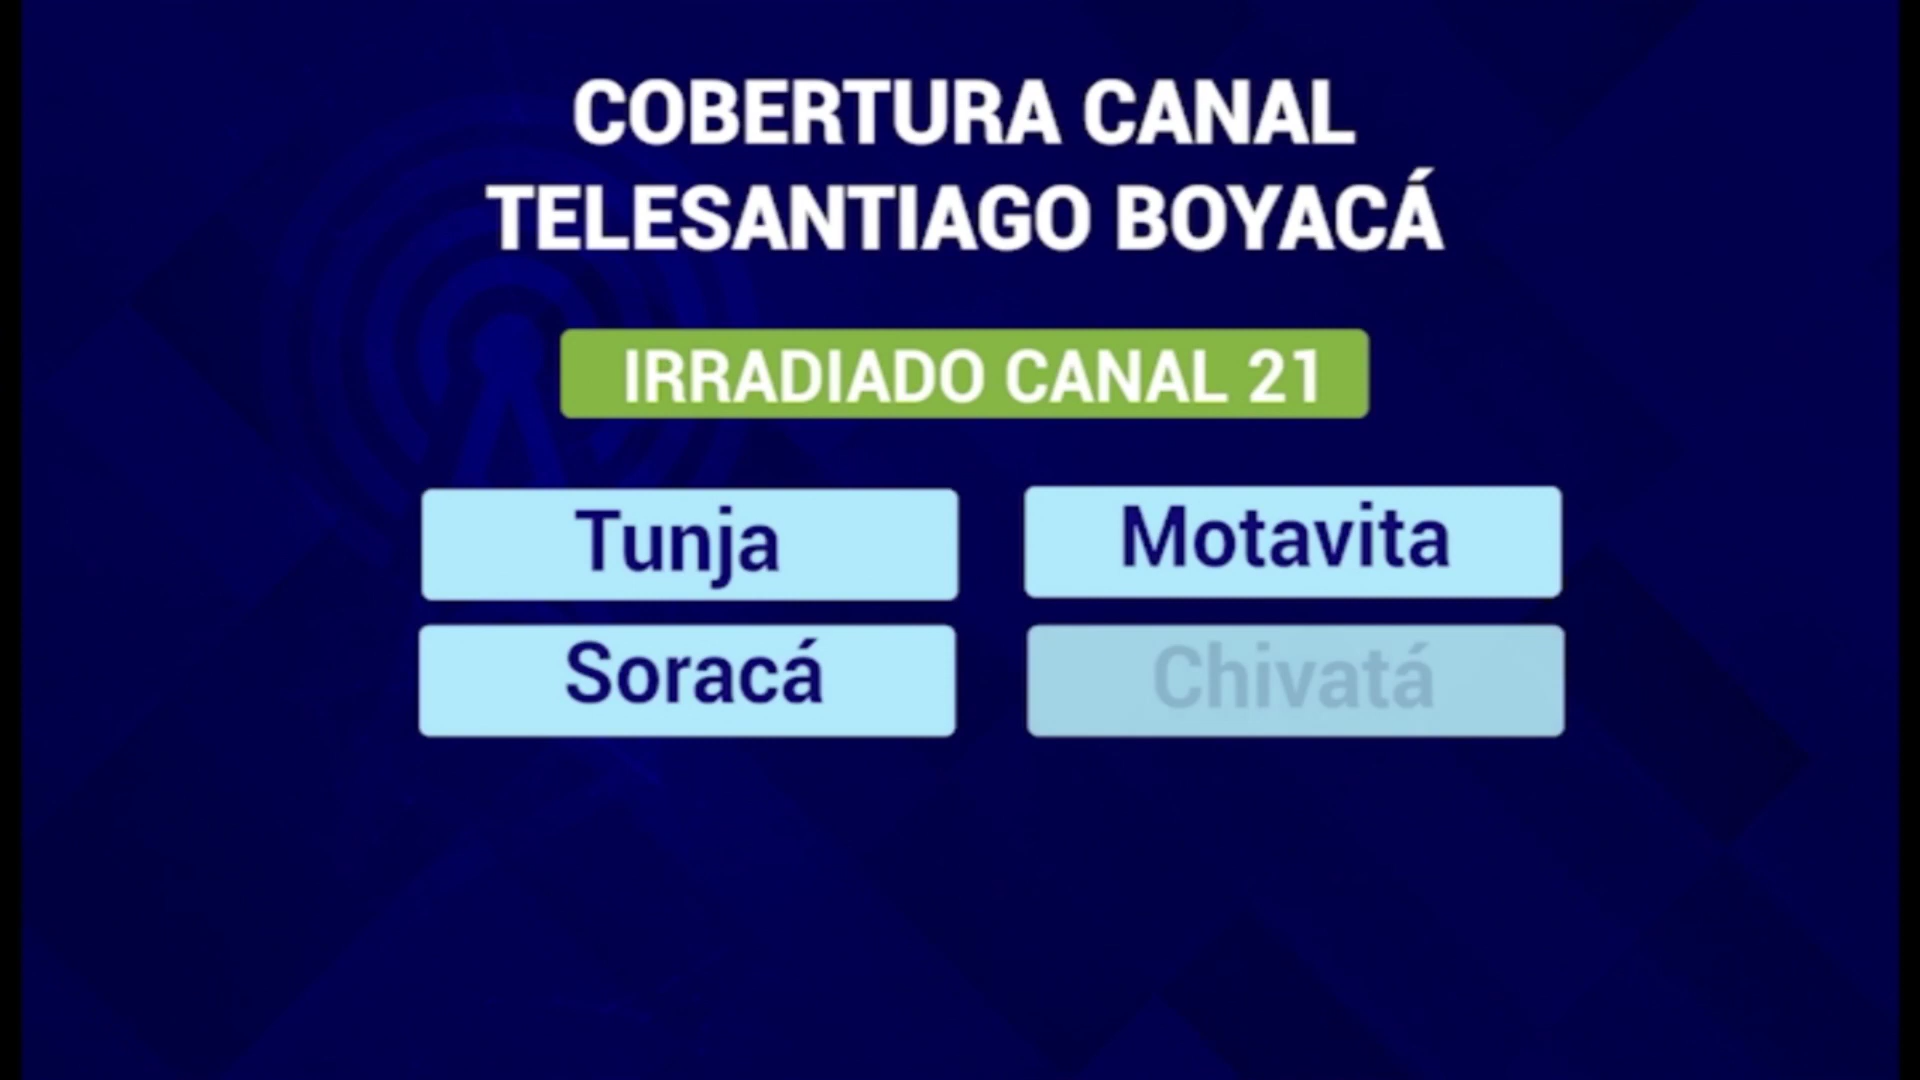 COBERTURA CANAL
TELESANTIAGO BOYACÁ
IRRADIADO CANAL 21
Tunja
Motavita
Soracá
Chivatá